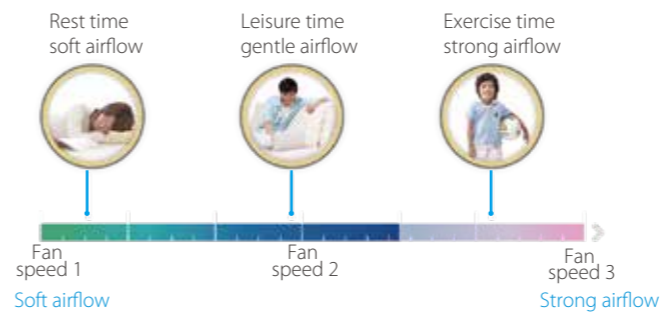 Rest time
soft airflow
Leisure time
gentle airflow
Exercise time
strong airflow
Fan
speed 1
Fan
speed 2
Fan
speed 3
Soft airflow
Strong airflow